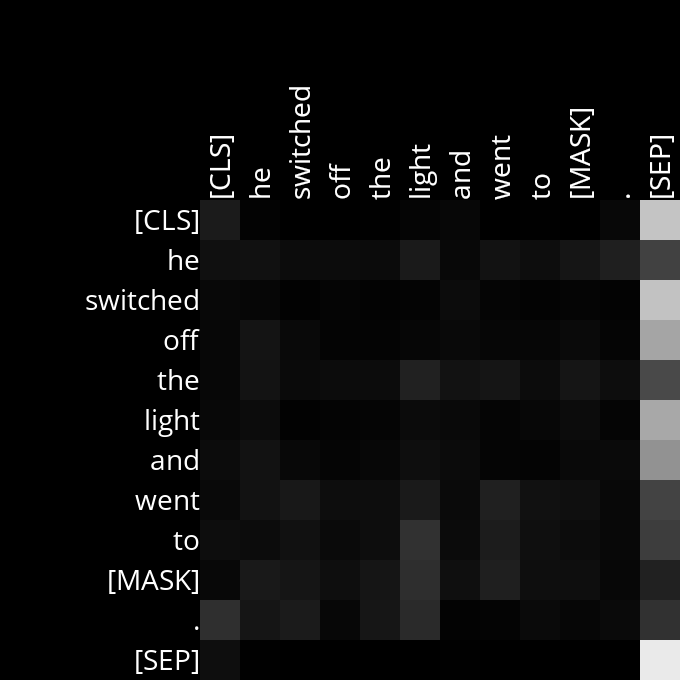 [CLS]
he
switched
off
the
light
and
went
to
[MASK]
.
[SEP]
[CLS]
he
switched
off
the
light
and
went
to
[MASK]
.
[SEP]